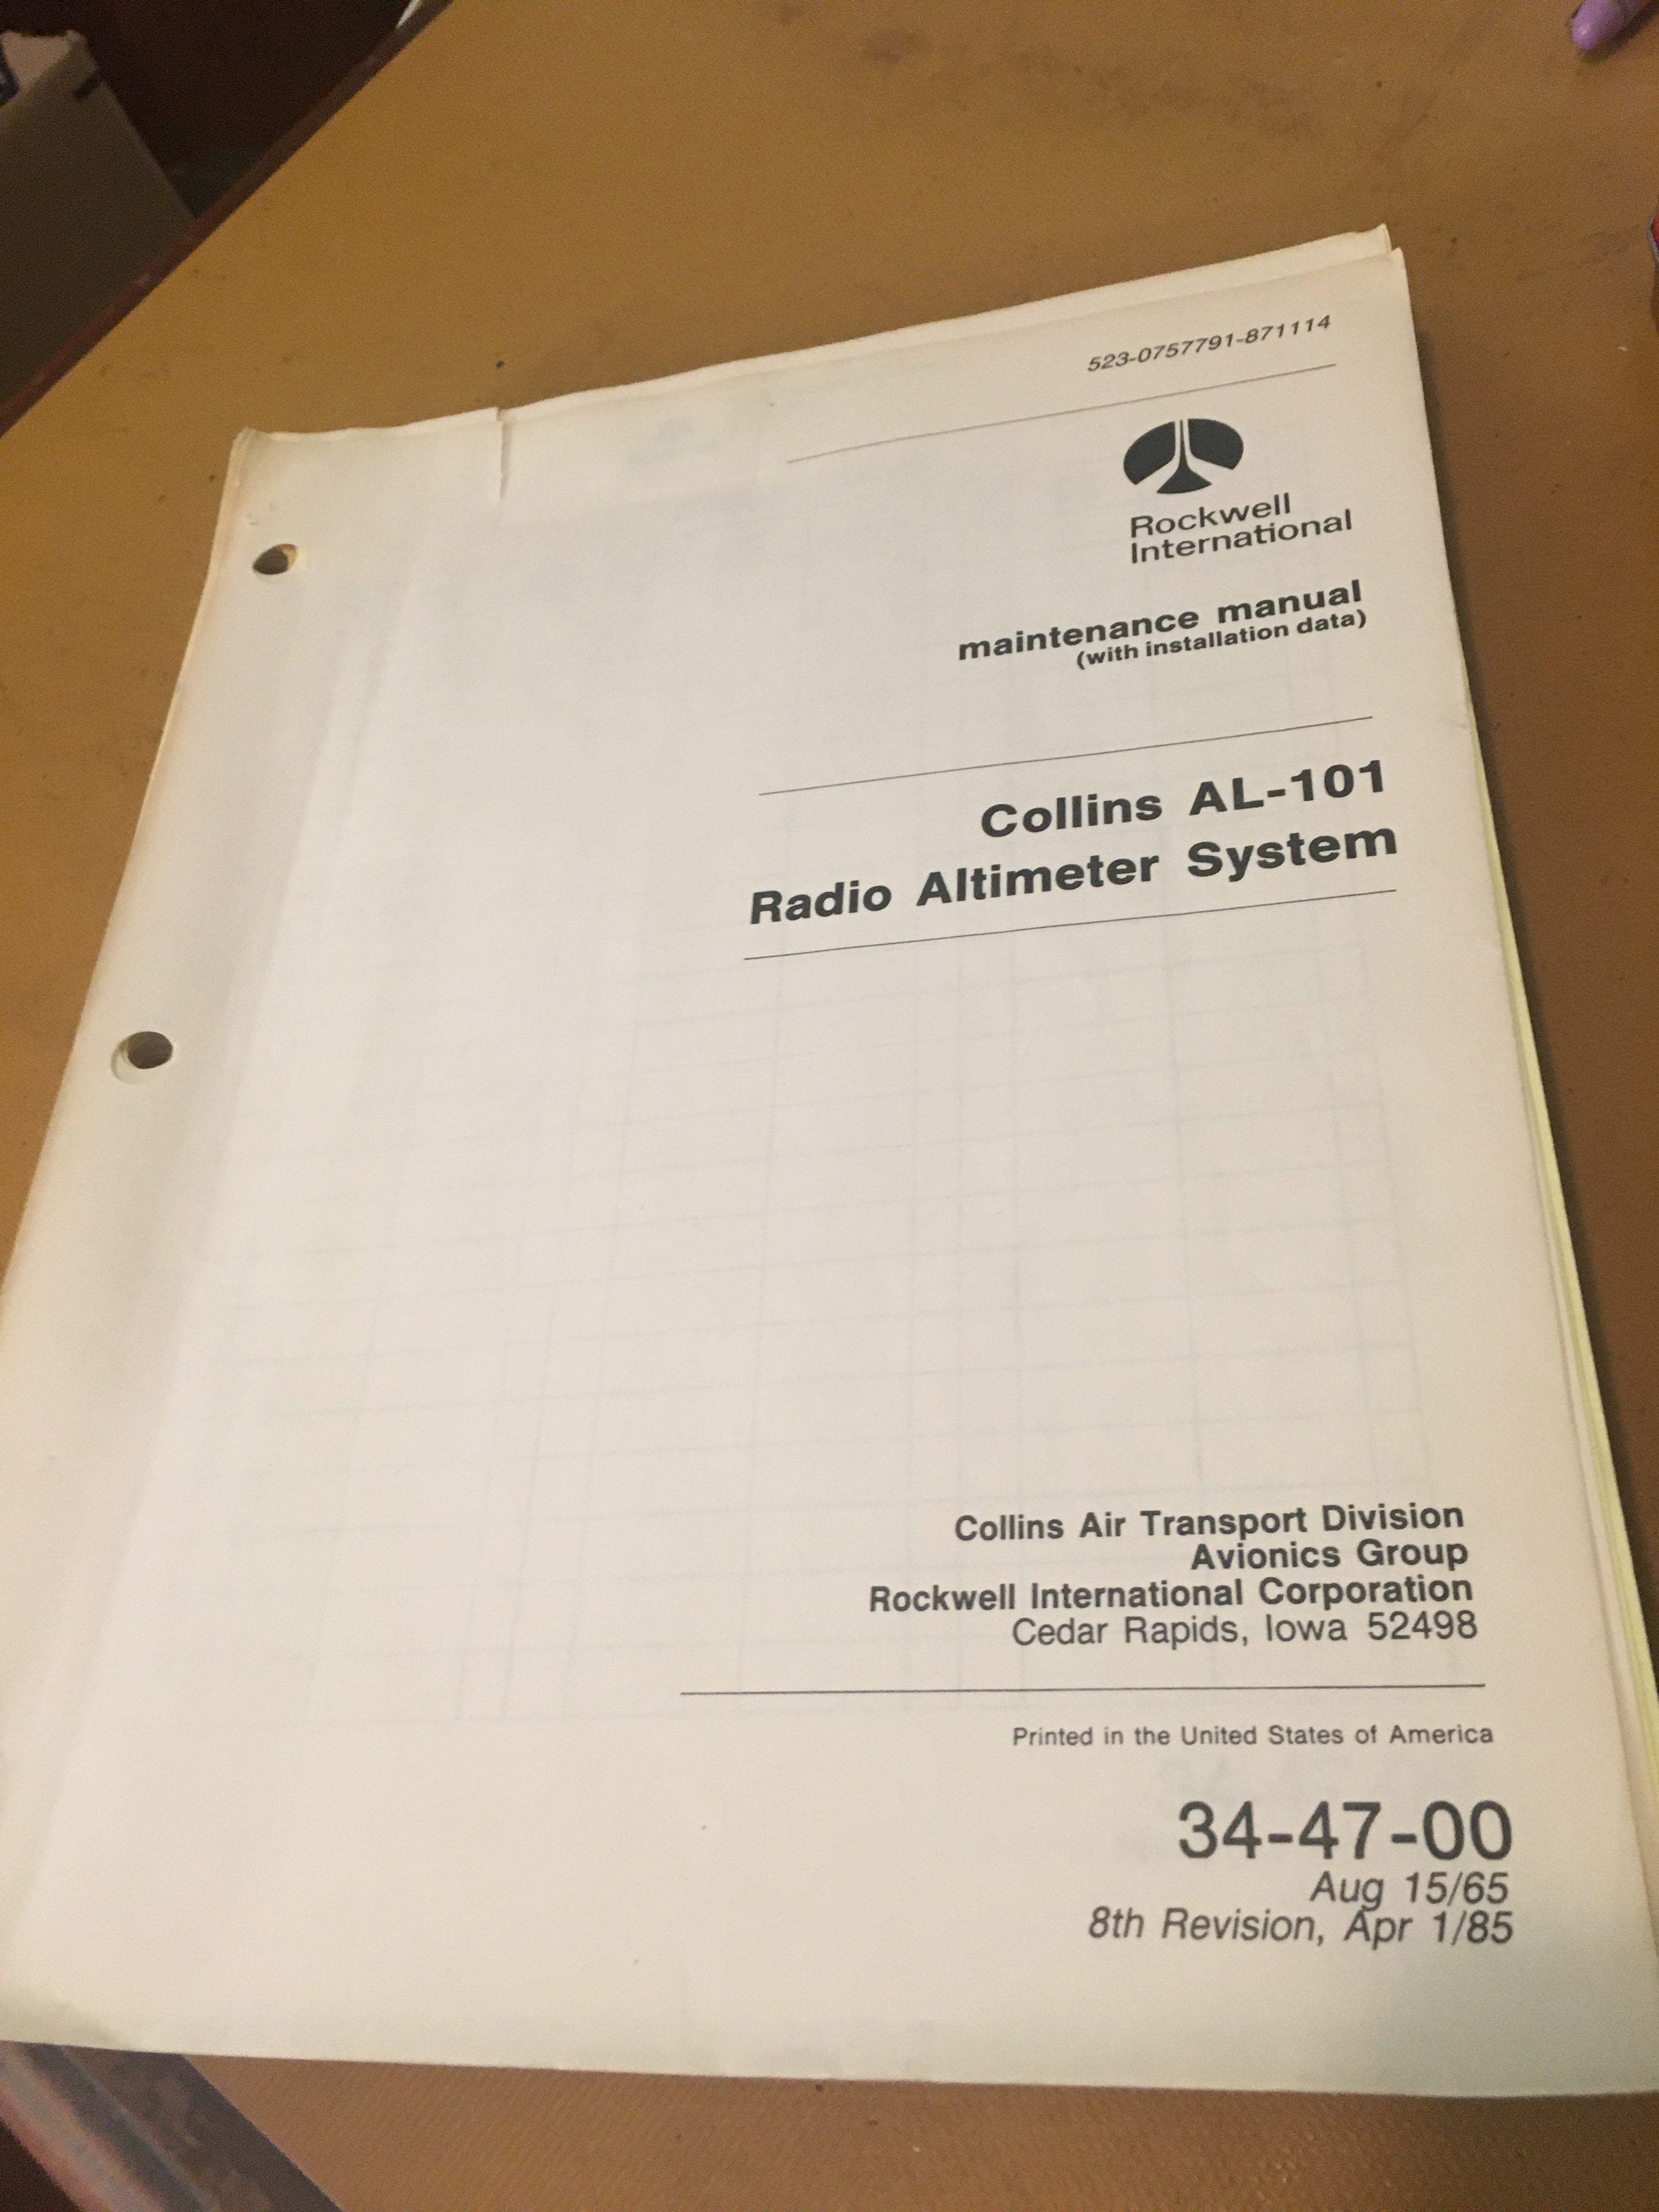 523-0757791-871114
Rockwell
International
maintenance manual
(with installation data)
Collins AL-101
Radio Altimeter System
Collins Air Transport Division
Avionics Group
Rockwell International Corporation
Cedar Rapids, Iowa 52498
Printed in the United States of America
34-47-00
Aug 15/65
8th Revision, Apr 1/85